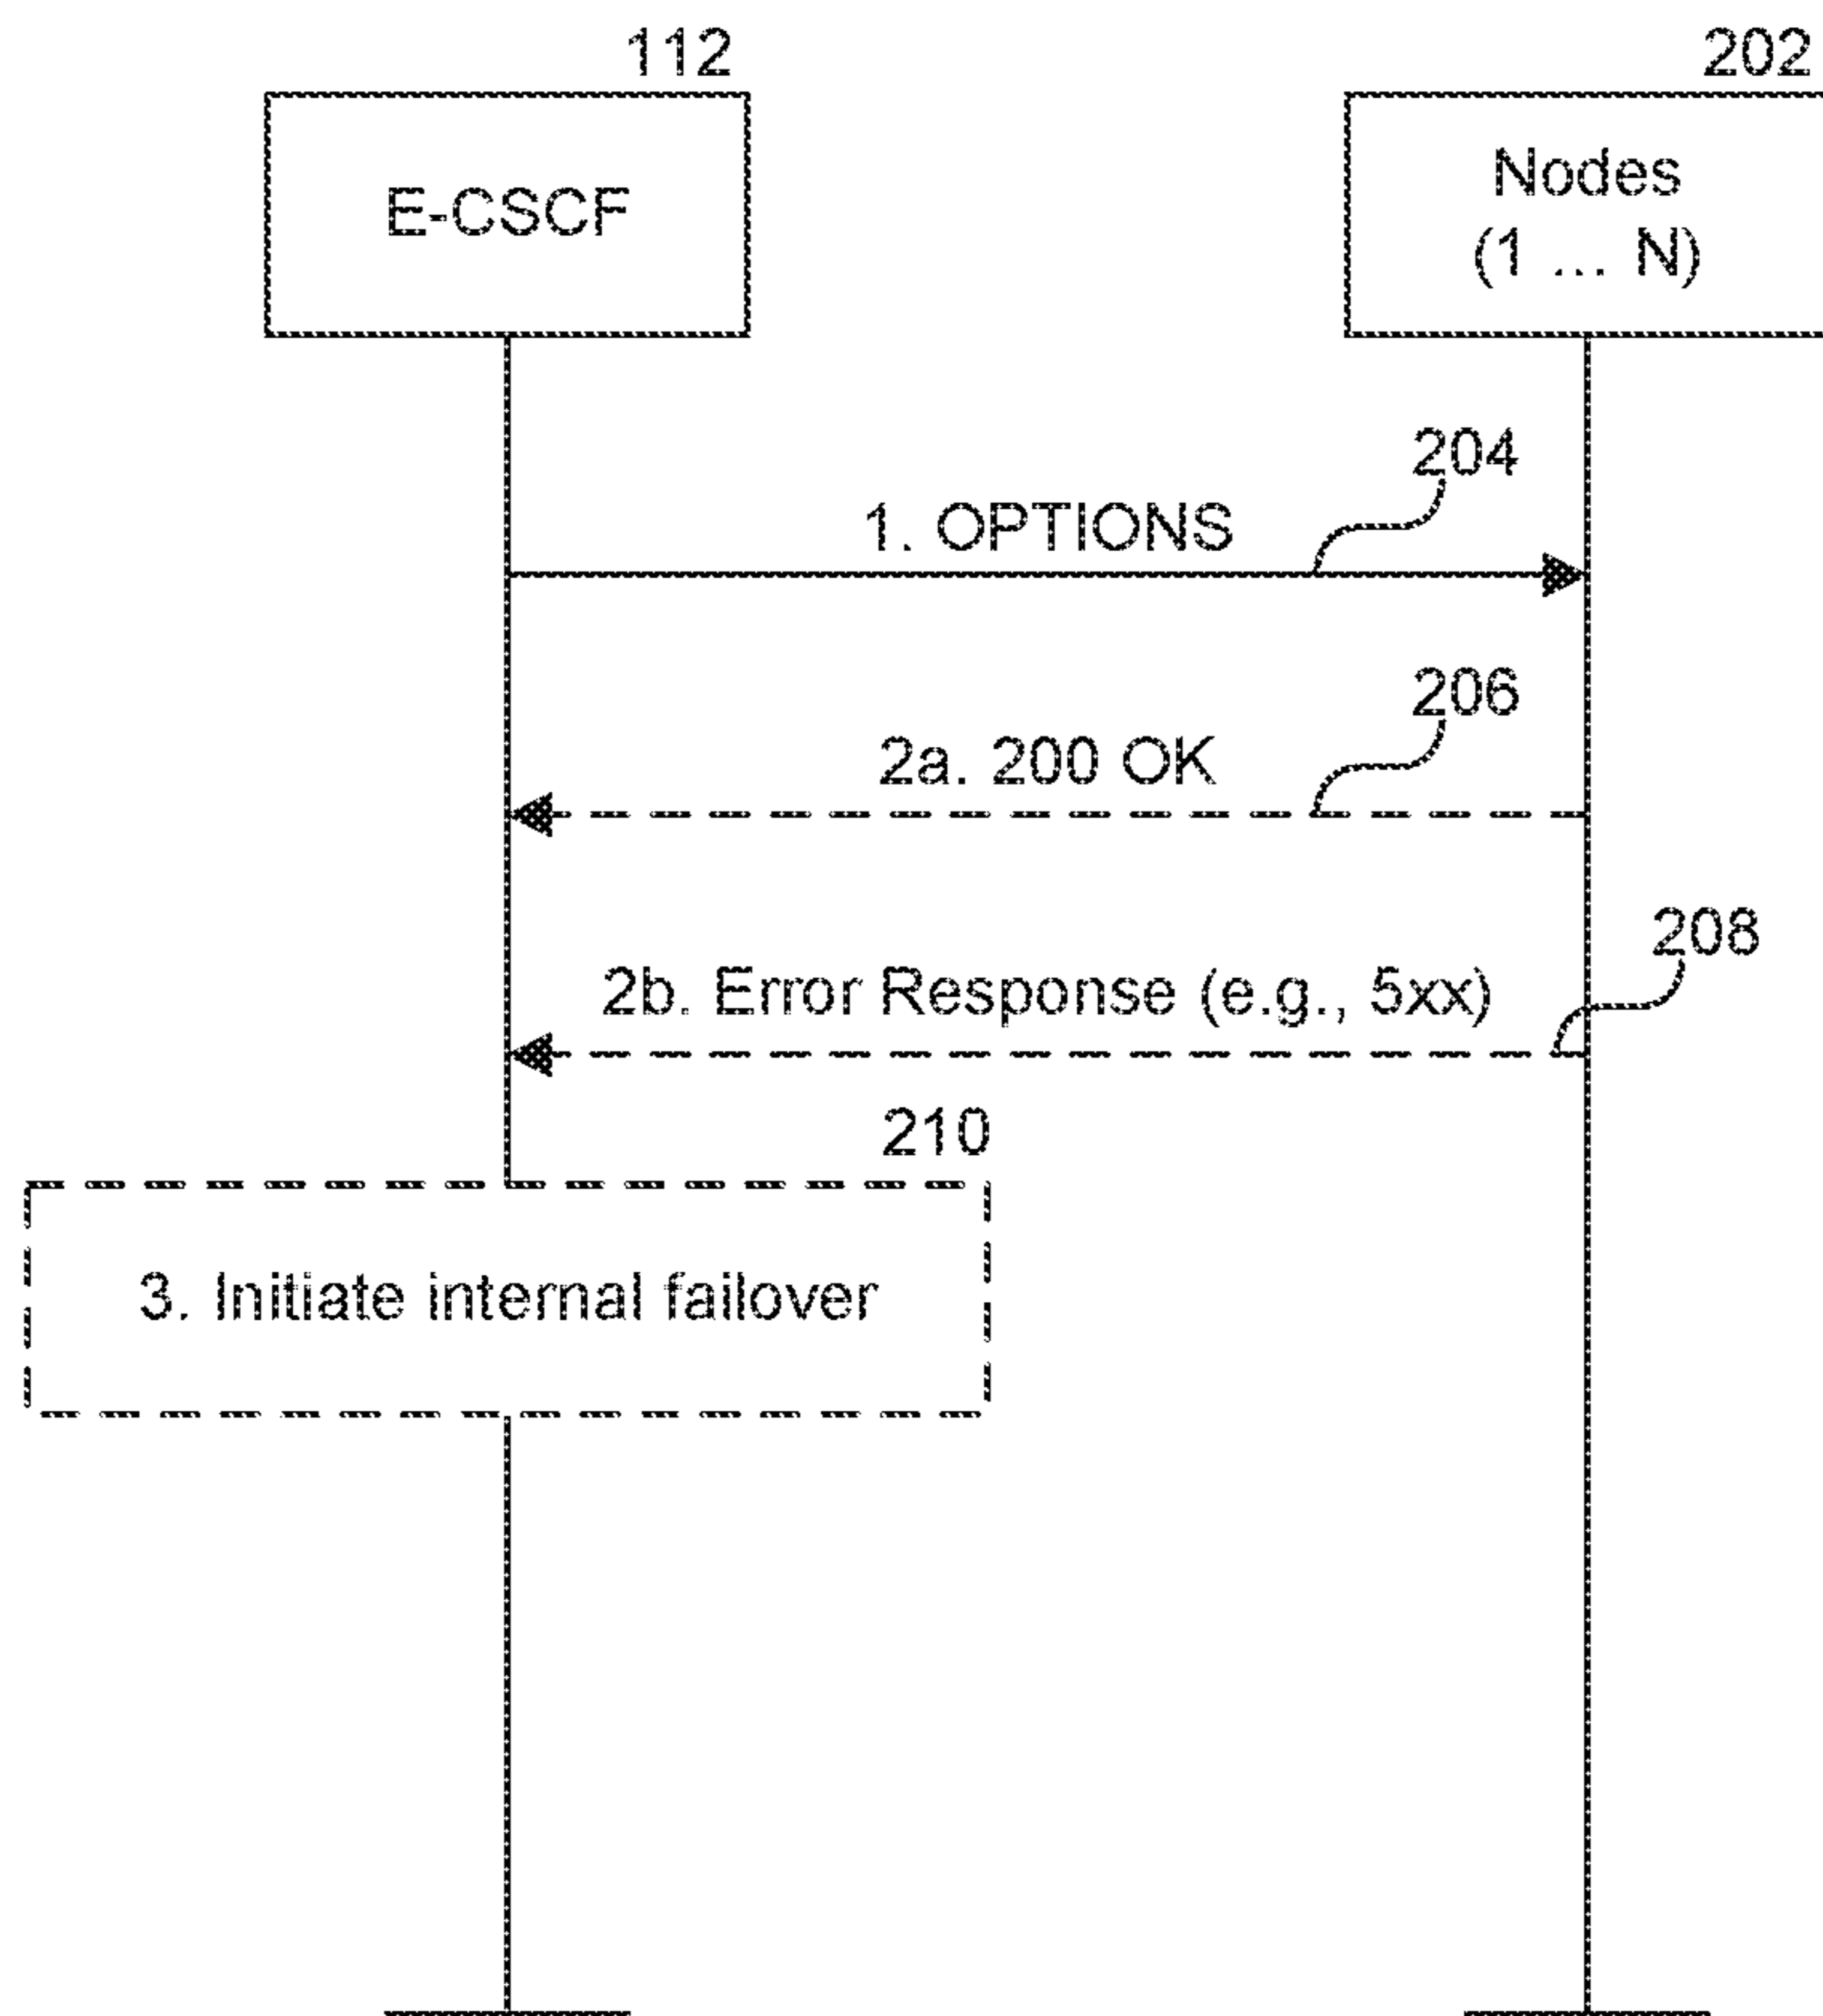 112
202
E-CSCF
Nodes
(1 ... N)
204
1. OPTIONS
206
2a. 200 OK
208
2b. Error Response (e.g., 5xx)
210
3. Initiate internal failover